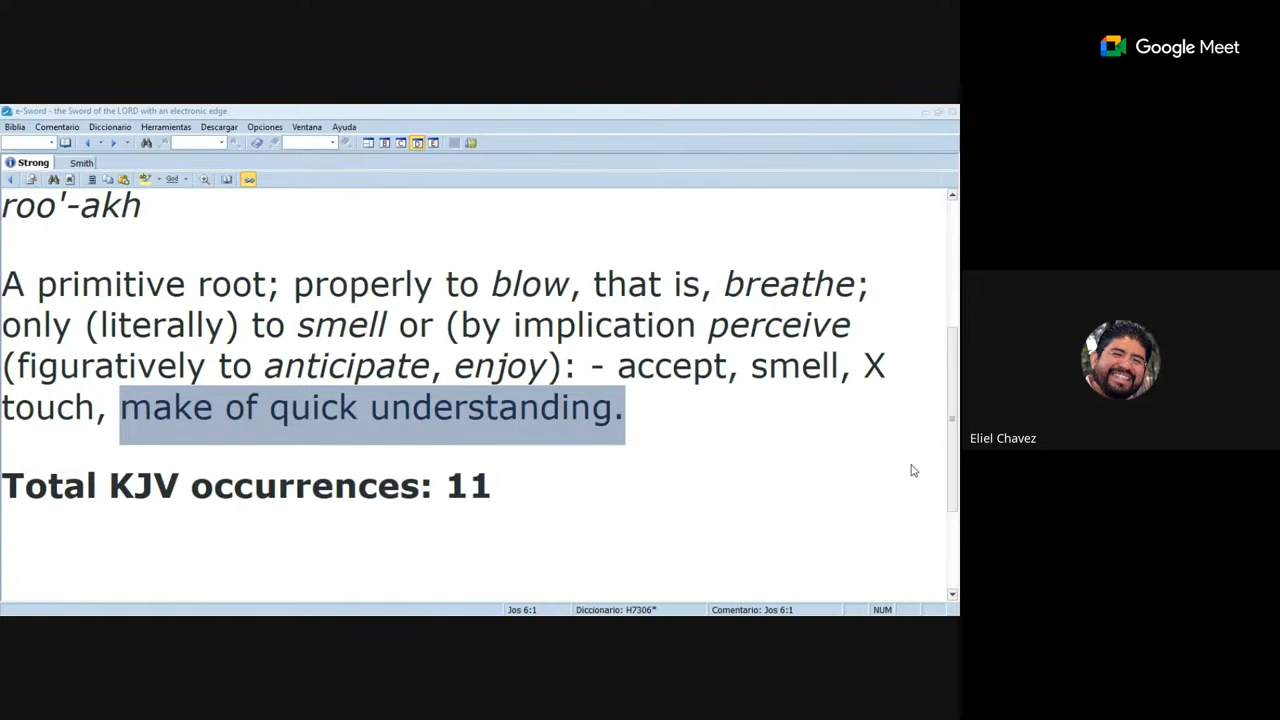 Google Meet
e-Sword - the Sword of the LORD with an electronic edge
Biblia Comentario Diccionario Herramientas Descargar Opciones Ventana Ayuda
Strong Smith
roo'-akh
A primitive root; properly to blow, that is, breathe;
only (literally) to smell or (by implication perceive
(figuratively to anticipate, enjoy): - accept, smell, X
touch, make of quick understanding.
Total KJV occurrences: 11
Eliel Chavez
Jos 6:1 Diccionario: H7306* Comentario: Jos 6:1 NUM